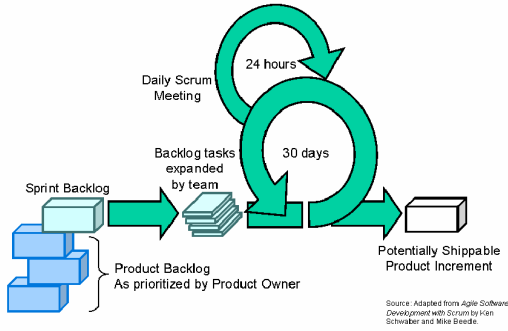 24 hours
Daily Scrum
Meeting
Backlog tasks
expanded
by team
30 days
Sprint Backlog
Potentially Shippable
Product Increment
Product Backlog
As prioritized by Product Owner
Source: Adapted from Agile Software
Development with Scrum by Ken
Schwaber and Mike Beedle.